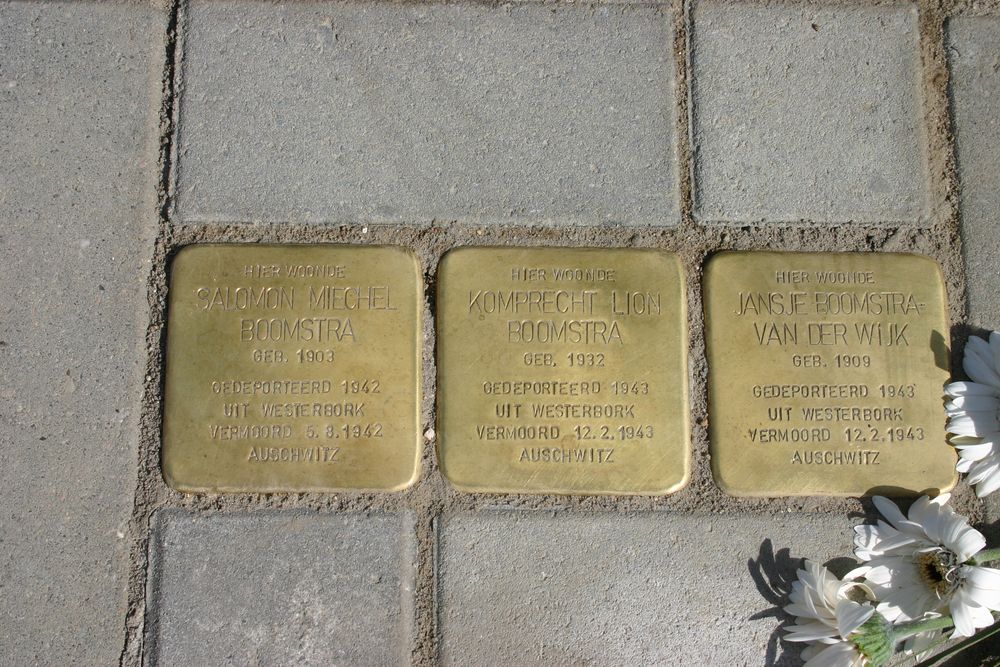 HIER WOONDE
SALOMON MIECHEL
BOOMSTRA
GEB. 1903
GEDEPORTEERD 1942
UIT WESTERBORK
VERMOORD 5.8.1942
AUSCHWITZ
HIER WOONDE
KOMPRECHT LION
BOOMSTRA
GEB. 1932
GEDEPORTEERD 1943
UIT WESTERBORK
VERMOORD 12.2.1943
AUSCHWITZ
HIER WOONDE
JANSJE BOOMSTRA-
VAN DER WIJK
GEB. 1909
GEDEPORTEERD 1943
UIT WESTERBORK
VERMOORD 12.2.1943
AUSCHWITZ